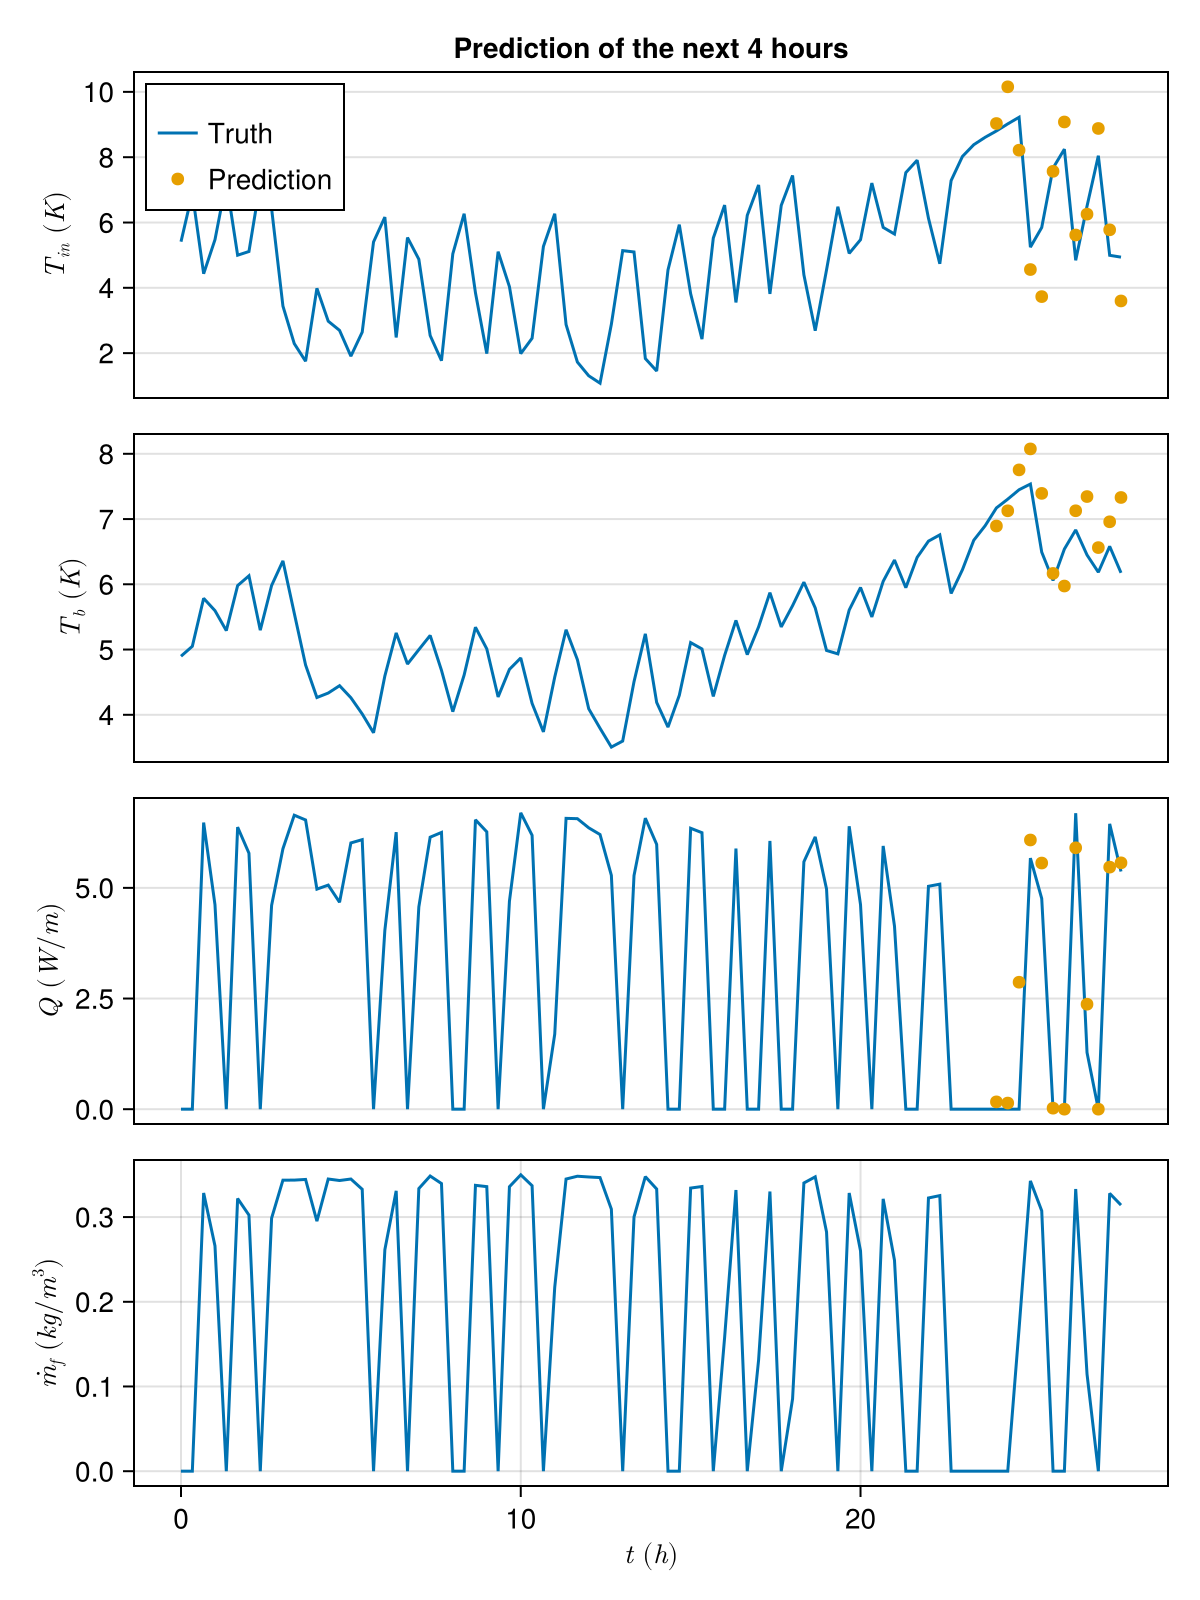 Prediction of the next 4 hours
Truth
Prediction
10
8
6
4
2
T_in (K)
8
7
6
5
4
T_b (K)
5.0
2.5
0.0
Q (W/m)
0.3
0.2
0.1
0.0
ṁ_f (kg/m³)
0 10 20
t (h)